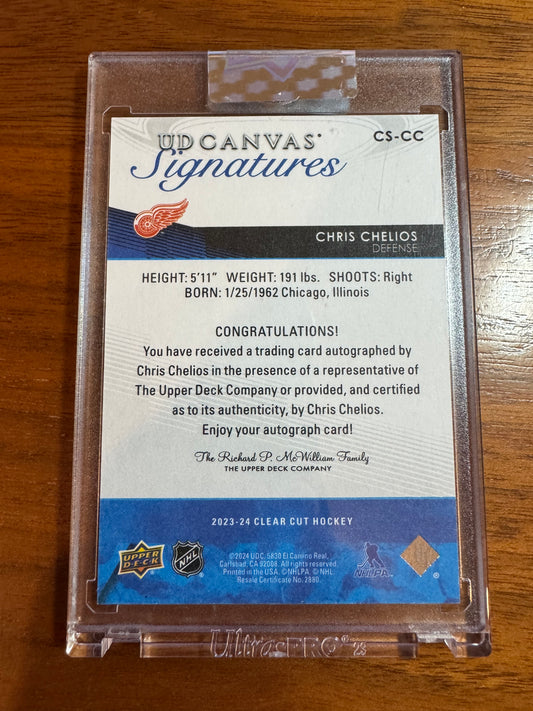 UD CANVAS
Signatures
CS-CC
CHRIS CHELIOS
DEFENSE
HEIGHT: 5'11" WEIGHT: 191 lbs. SHOOTS: Right
BORN: 1/25/1962 Chicago, Illinois
CONGRATULATIONS!
You have received a trading card autographed by
Chris Chelios in the presence of a representative of
The Upper Deck Company or provided, and certified
as to its authenticity, by Chris Chelios.
Enjoy your autograph card!
The Richard P. McWilliam Family
THE UPPER DECK COMPANY
2023-24 CLEAR CUT HOCKEY
UPPER DECK
NHL
©2024 UDC, 5830 El Camino Real,
Carlsbad, CA 92008. All rights reserved.
Printed in the USA. ©NHLPA. © NHL
Resale Certificate No. 2880.
NHLPA
Ultra PRO®